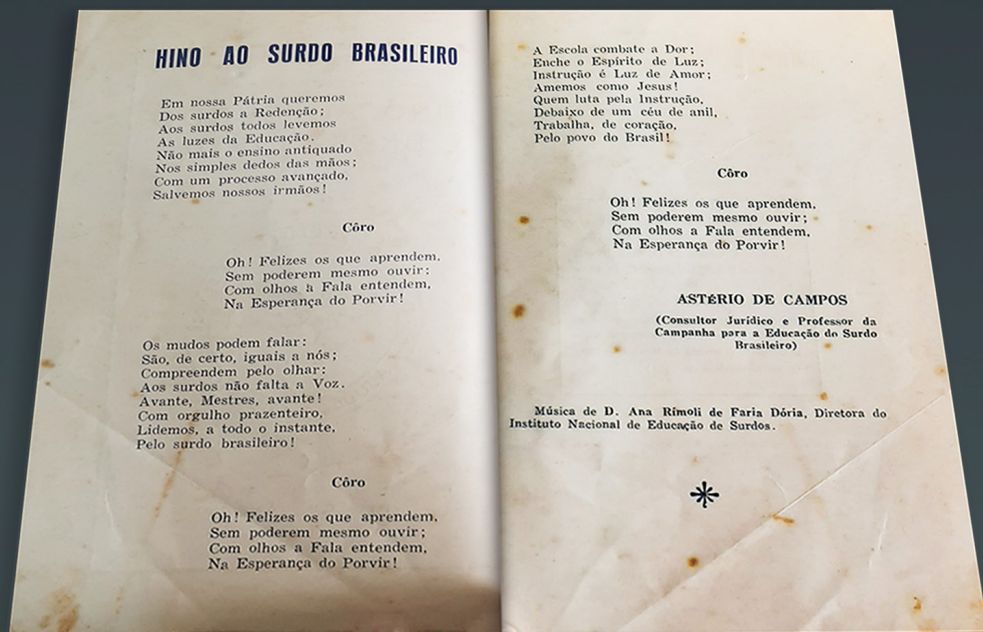 HINO AO SURDO BRASILEIRO
Em nossa Pátria queremos
Dos surdos a Redenção;
Aos surdos todos levemos
As luzes da Educação.
Não mais o ensino antiquado
Nos simples dedos das mãos;
Com um processo avançado,
Salvemos nossos irmãos!
Côro
Oh! Felizes os que aprendem,
Sem poderem mesmo ouvir;
Com olhos a Fala entendem,
Na Esperança do Porvir!
Os mudos podem falar:
São, de certo, iguais a nós;
Compreendem pelo olhar:
Aos surdos não falta a Voz.
Avante, Mestres, avante!
Com orgulho prazenteiro,
Lidemos, a todo o instante,
Pelo surdo brasileiro!
Côro
Oh! Felizes os que aprendem,
Sem poderem mesmo ouvir;
Com olhos a Fala entendem,
Na Esperança do Porvir!
A Escola combate a Dor;
Enche o Espírito de Luz;
Instrução é Luz de Amor;
Amemos como Jesus!
Quem luta pela Instrução,
Debaixo de um céu de anil,
Trabalha, de coração,
Pelo povo do Brasil!
Côro
Oh! Felizes os que aprendem,
Sem poderem mesmo ouvir;
Com olhos a Fala entendem,
Na Esperança do Porvir!
ASTÉRIO DE CAMPOS
(Consultor Jurídico e Professor da
Campanha para a Educação do Surdo
Brasileiro)
Música de D. Ana Rímoli de Faria Dória, Diretora do
Instituto Nacional de Educação de Surdos.